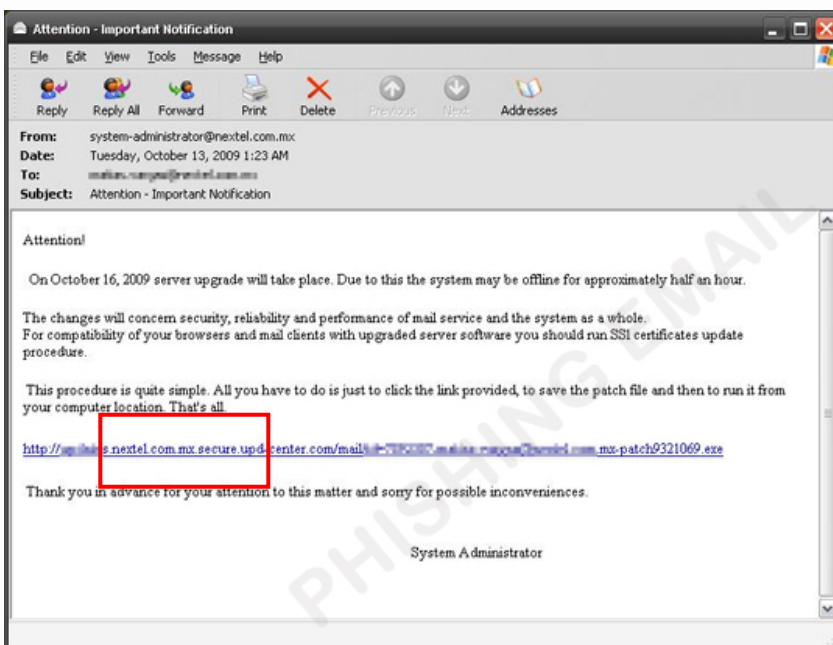 Attention - Important Notification
File Edit View Tools Message Help
Reply Reply All Forward Print Delete Previous Next Addresses
From: system-administrator@nextel.com.mx
Date: Tuesday, October 13, 2009 1:23 AM
To:
Subject: Attention - Important Notification
Attention!
On October 16, 2009 server upgrade will take place. Due to this the system may be offline for approximately half an hour.
The changes will concern security, reliability and performance of mail service and the system as a whole.
For compatibility of your browsers and mail clients with upgraded server software you should run SSl certificates update
procedure.
This procedure is quite simple. All you have to do is just to click the link provided, to save the patch file and then to run it from
your computer location. That's all.
http:// s.nextel.com.mx.secure.upd-center.com/mail .mx-patch9321069.exe
Thank you in advance for your attention to this matter and sorry for possible inconveniences.
System Administrator
PHISHING EMAIL